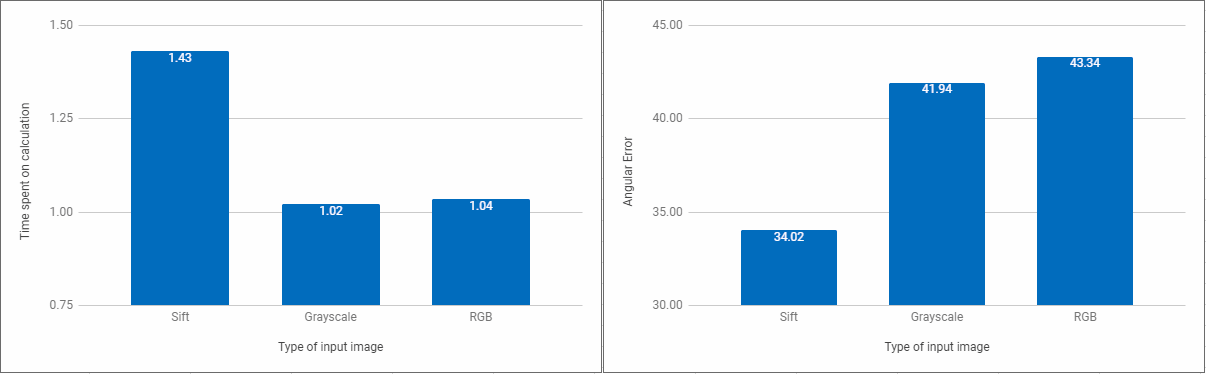 1.50
1.25
1.00
0.75
Time spent on calculation
1.43
1.02
1.04
Sift
Grayscale
RGB
Type of input image
45.00
40.00
35.00
30.00
Angular Error
34.02
41.94
43.34
Sift
Grayscale
RGB
Type of input image